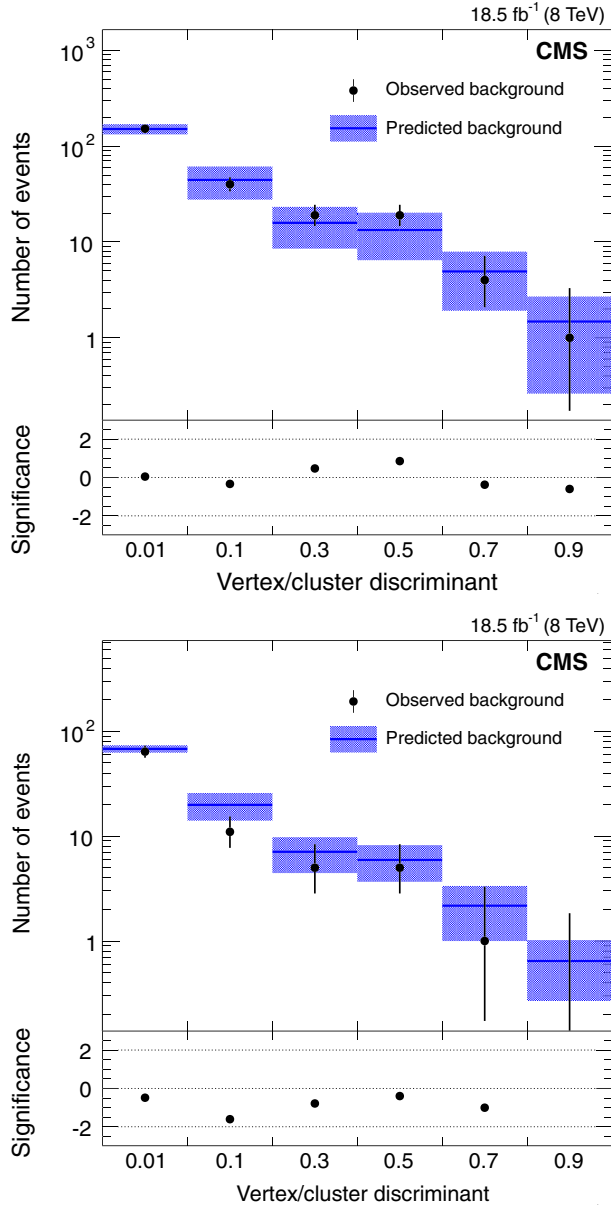 18.5 fb⁻¹ (8 TeV)
CMS
Observed background
Predicted background
Number of events
10³
10²
10
1
Significance
2
0
-2
0.01 0.1 0.3 0.5 0.7 0.9
Vertex/cluster discriminant
18.5 fb⁻¹ (8 TeV)
CMS
Observed background
Predicted background
Number of events
10²
10
1
Significance
2
0
-2
0.01 0.1 0.3 0.5 0.7 0.9
Vertex/cluster discriminant